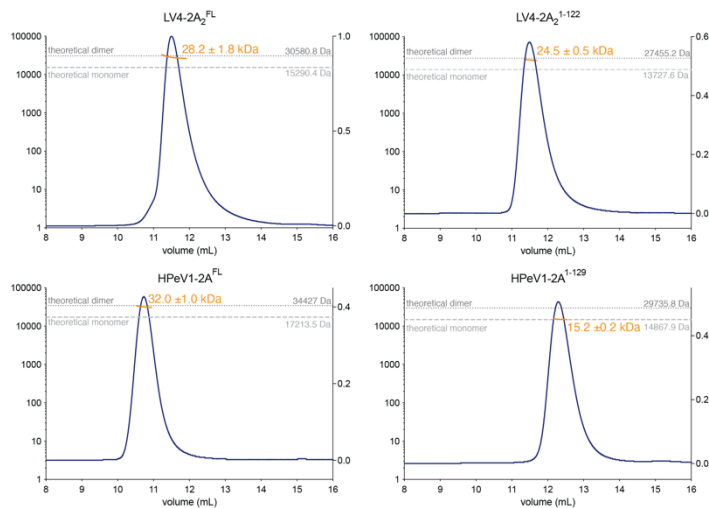 LV4-2A2FL
100000
10000
1000
100
10
1
theoretical dimer
30580.8 Da
28.2 ± 1.8 kDa
theoretical monomer
15290.4 Da
1.0
0.5
0.0
8 9 10 11 12 13 14 15 16
volume (mL)
LV4-2A21-122
100000
10000
1000
100
10
1
theoretical dimer
27455.2 Da
24.5 ± 0.5 kDa
theoretical monomer
13727.6 Da
0.6
0.4
0.2
0.0
8 9 10 11 12 13 14 15 16
volume (mL)
HPeV1-2AFL
100000
10000
1000
100
10
1
theoretical dimer
34427 Da
32.0 ±1.0 kDa
theoretical monomer
17213.5 Da
0.4
0.2
0.0
8 9 10 11 12 13 14 15 16
volume (mL)
HPeV1-2A1-129
100000
10000
1000
100
10
1
theoretical dimer
29735.8 Da
theoretical monomer
14867.9 Da
15.2 ±0.2 kDa
0.4
0.2
0.0
8 9 10 11 12 13 14 15 16
volume (mL)